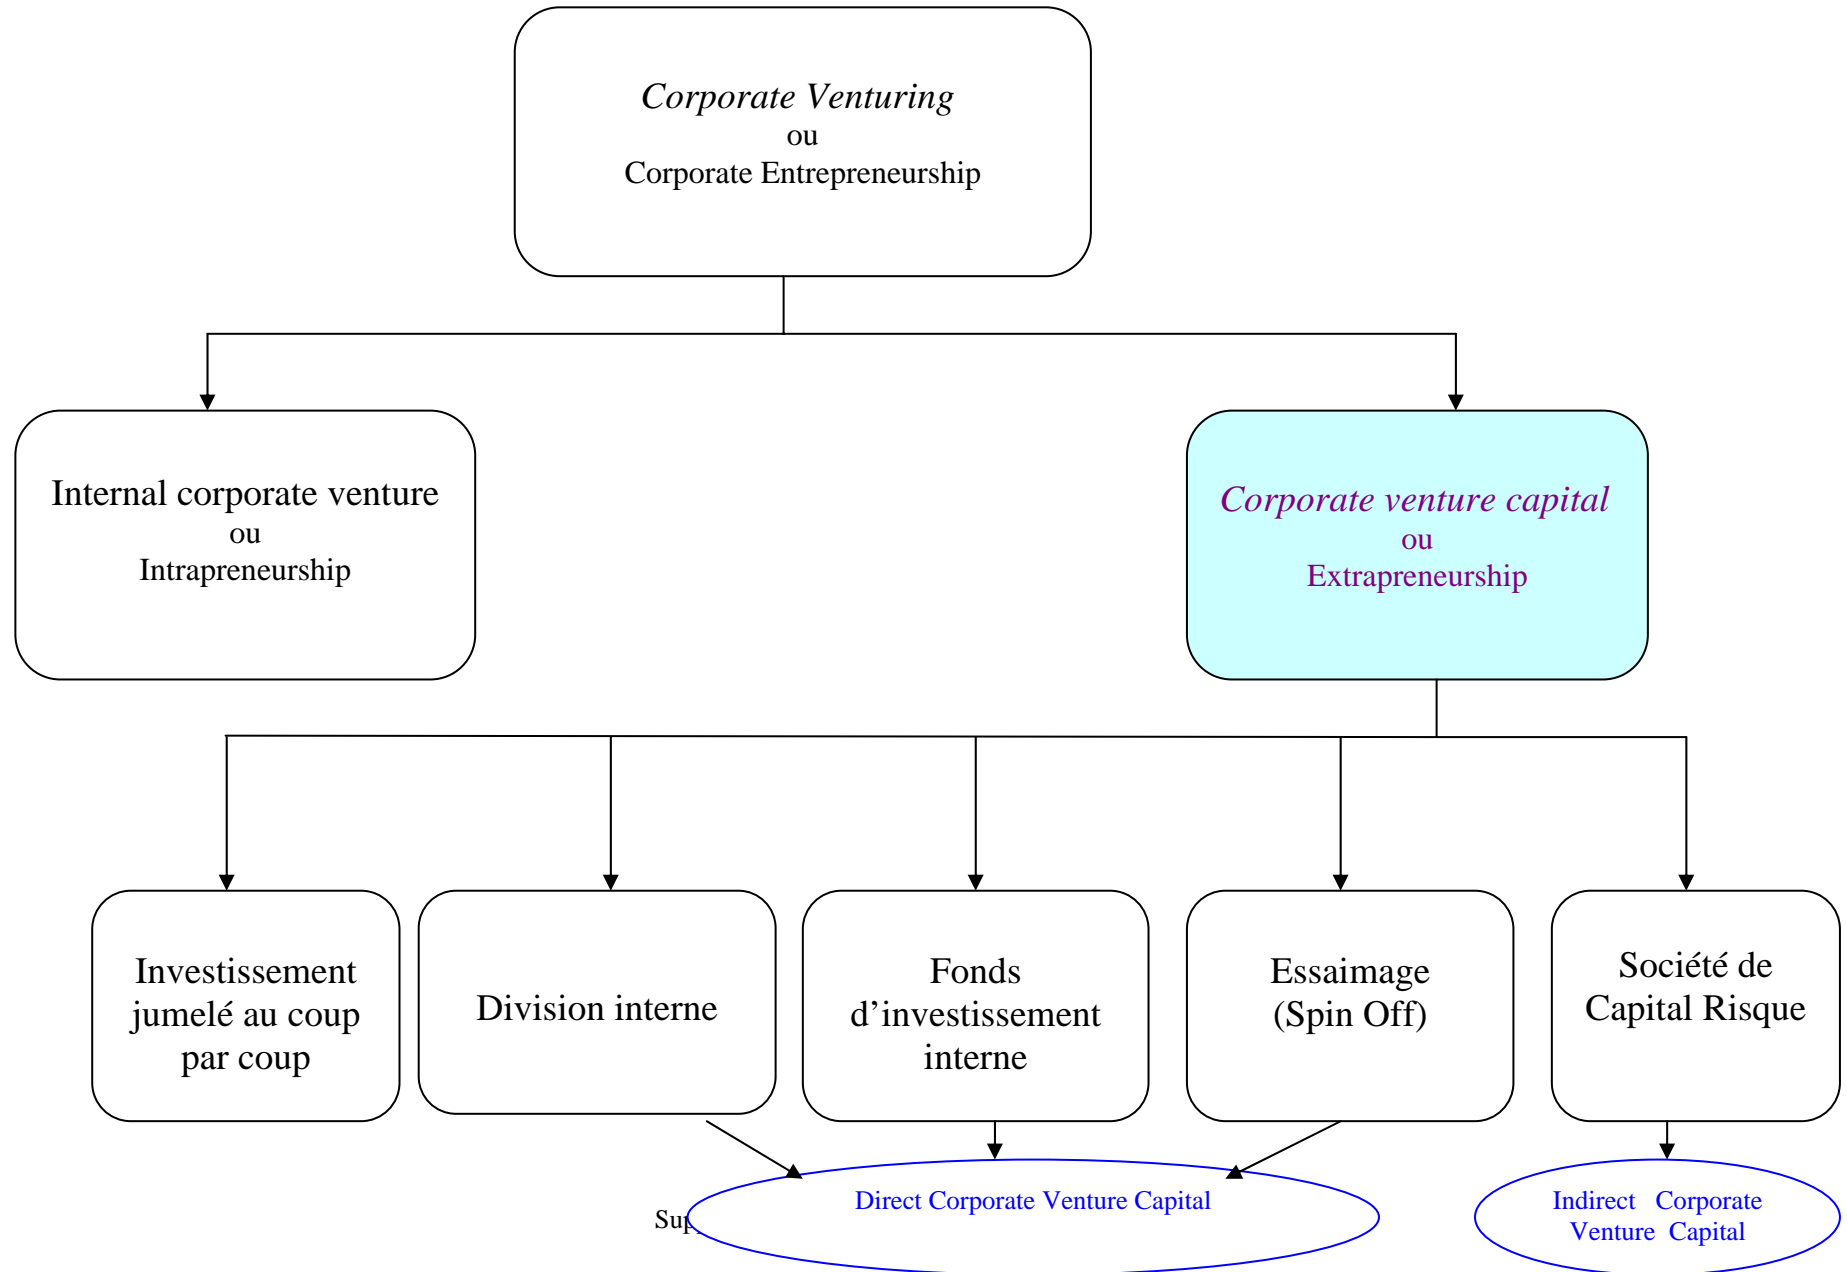 Corporate Venturing
ou
Corporate Entrepreneurship
Internal corporate venture
ou
Intrapreneurship
Corporate venture capital
ou
Extrapreneurship
Investissement
jumelé au coup
par coup
Division interne
Fonds
d’investissement
interne
Essaimage
(Spin Off)
Société de
Capital Risque
Direct Corporate Venture Capital
Indirect Corporate
Venture Capital